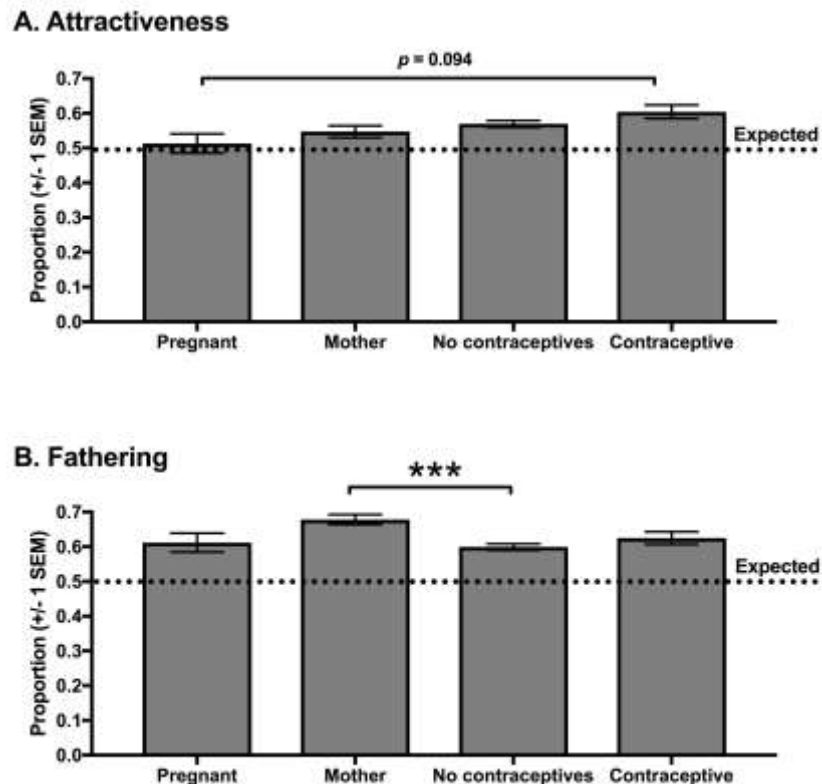 A. Attractiveness
p = 0.094
Proportion (+/- 1 SEM)
0.7
0.6
0.5
0.4
0.3
0.2
0.1
0.0
Expected
Pregnant Mother No contraceptives Contraceptive
B. Fathering
***
Proportion (+/- 1 SEM)
0.7
0.6
0.5
0.4
0.3
0.2
0.1
0.0
Expected
Pregnant Mother No contraceptives Contraceptive